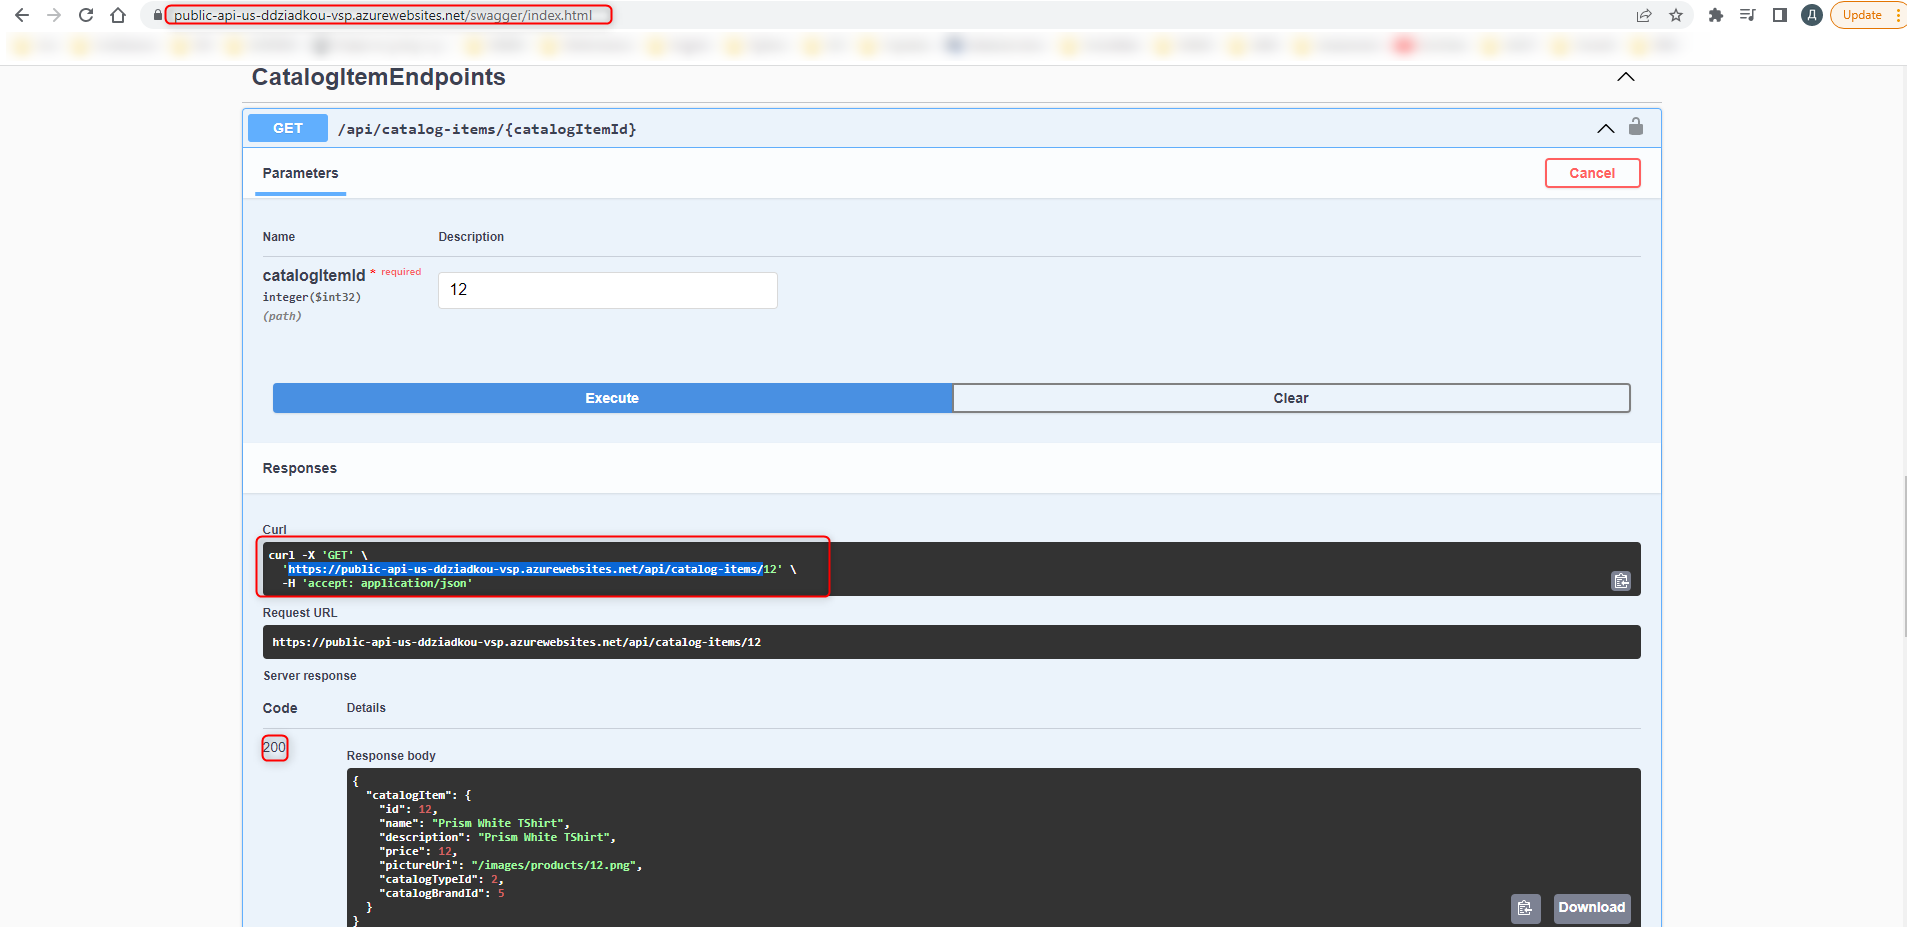 public-api-us-ddziadkou-vsp.azurewebsites.net/swagger/index.html
Д
Update
CatalogItemEndpoints
GET /api/catalog-items/{catalogItemId}
Parameters
Cancel
Name Description
catalogItemId * required
12
integer($int32)
(path)
Execute Clear
Responses
Curl
curl -X 'GET' \
'https://public-api-us-ddziadkou-vsp.azurewebsites.net/api/catalog-items/12' \
-H 'accept: application/json'
Request URL
https://public-api-us-ddziadkou-vsp.azurewebsites.net/api/catalog-items/12
Server response
Code Details
200
Response body
{
"catalogItem": {
"id": 12,
"name": "Prism White TShirt",
"description": "Prism White TShirt",
"price": 12,
"pictureUri": "/images/products/12.png",
"catalogTypeId": 2,
"catalogBrandId": 5
}
}
Download